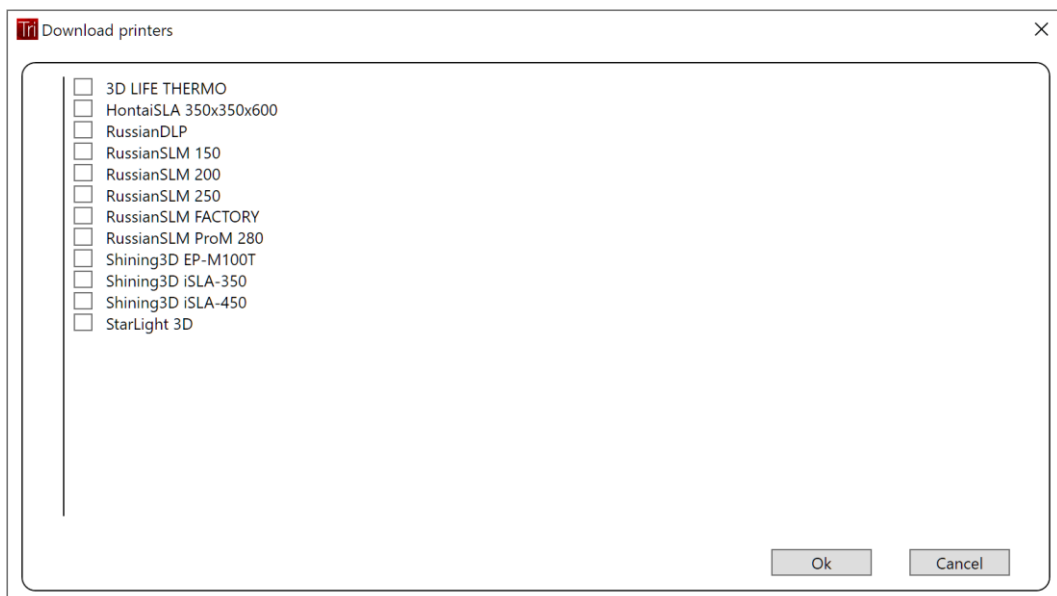 Tri Download printers
3D LIFE THERMO
HontaiSLA 350x350x600
RussianDLP
RussianSLM 150
RussianSLM 200
RussianSLM 250
RussianSLM FACTORY
RussianSLM ProM 280
Shining3D EP-M100T
Shining3D iSLA-350
Shining3D iSLA-450
StarLight 3D
Ok Cancel